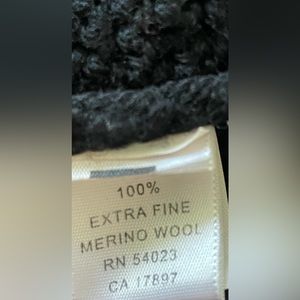 100%
EXTRA FINE
MERINO WOOL
RN 54023
CA 17897